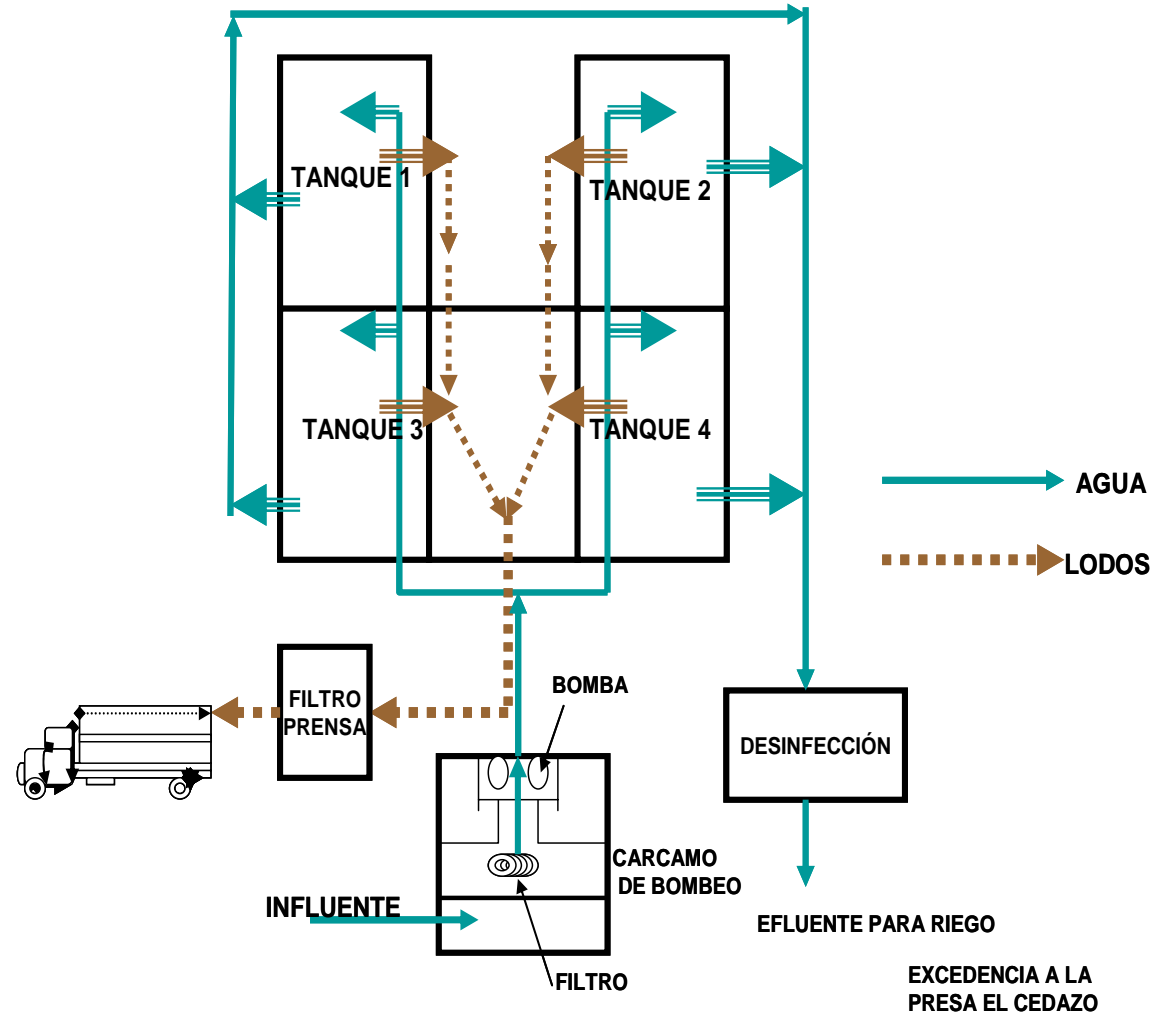 TANQUE 1
TANQUE 2
TANQUE 3
TANQUE 4
AGUA
LODOS
FILTRO
PRENSA
BOMBA
DESINFECCIÓN
CARCAMO
DE BOMBEO
INFLUENTE
FILTRO
EFLUENTE PARA RIEGO
EXCEDENCIA A LA
PRESA EL CEDAZO